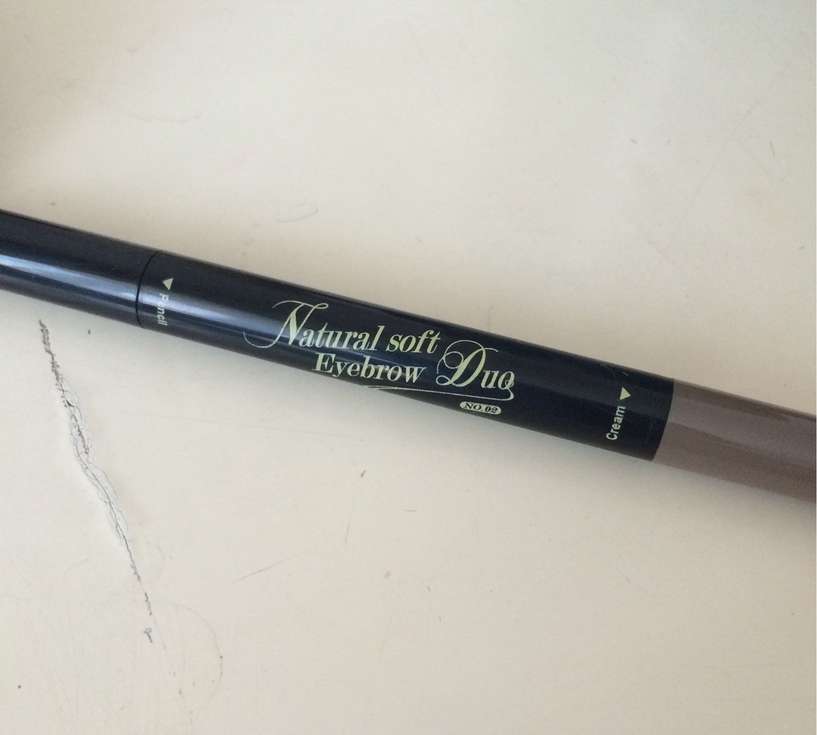 Pencil
Natural soft
Eyebrow Duo
NO 02
Cream